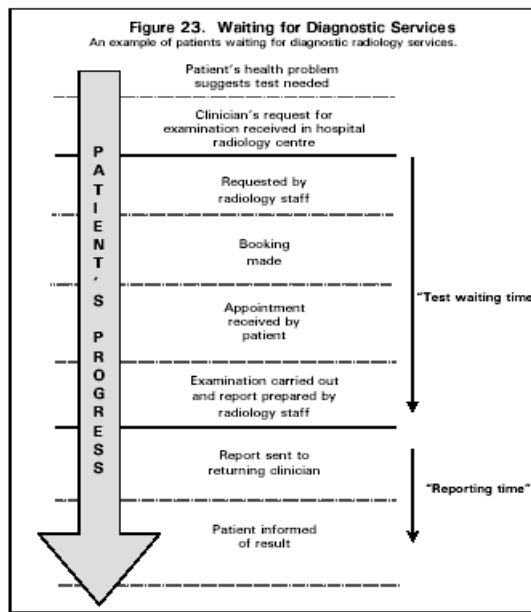 Figure 23. Waiting for Diagnostic Services
An example of patients waiting for diagnostic radiology services.
Patient's health problem
suggests test needed
Clinician's request for
examination received in hospital
radiology centre
Requested by
radiology staff
Booking
made
Appointment
received by
patient
Examination carried out
and report prepared by
radiology staff
Report sent to
returning clinician
Patient informed
of result
PATIENT'S PROGRESS
"Test waiting time
"Reporting time"